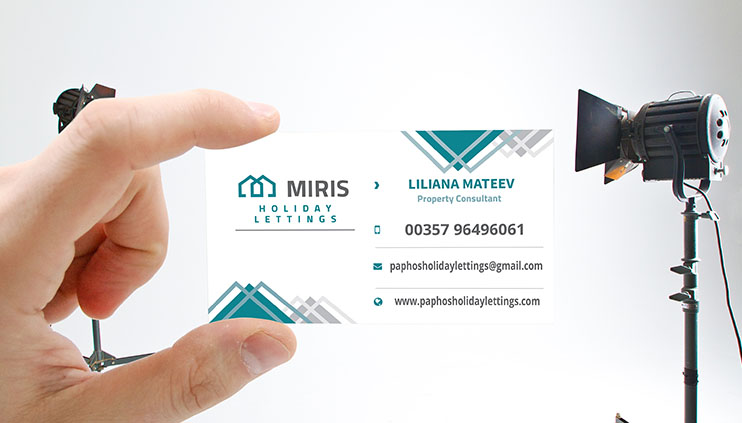 MIRIS
HOLIDAY
LETTINGS
LILIANA MATEEV
Property Consultant
00357 96496061
paphosholidaylettings@gmail.com
www.paphosholidaylettings.com